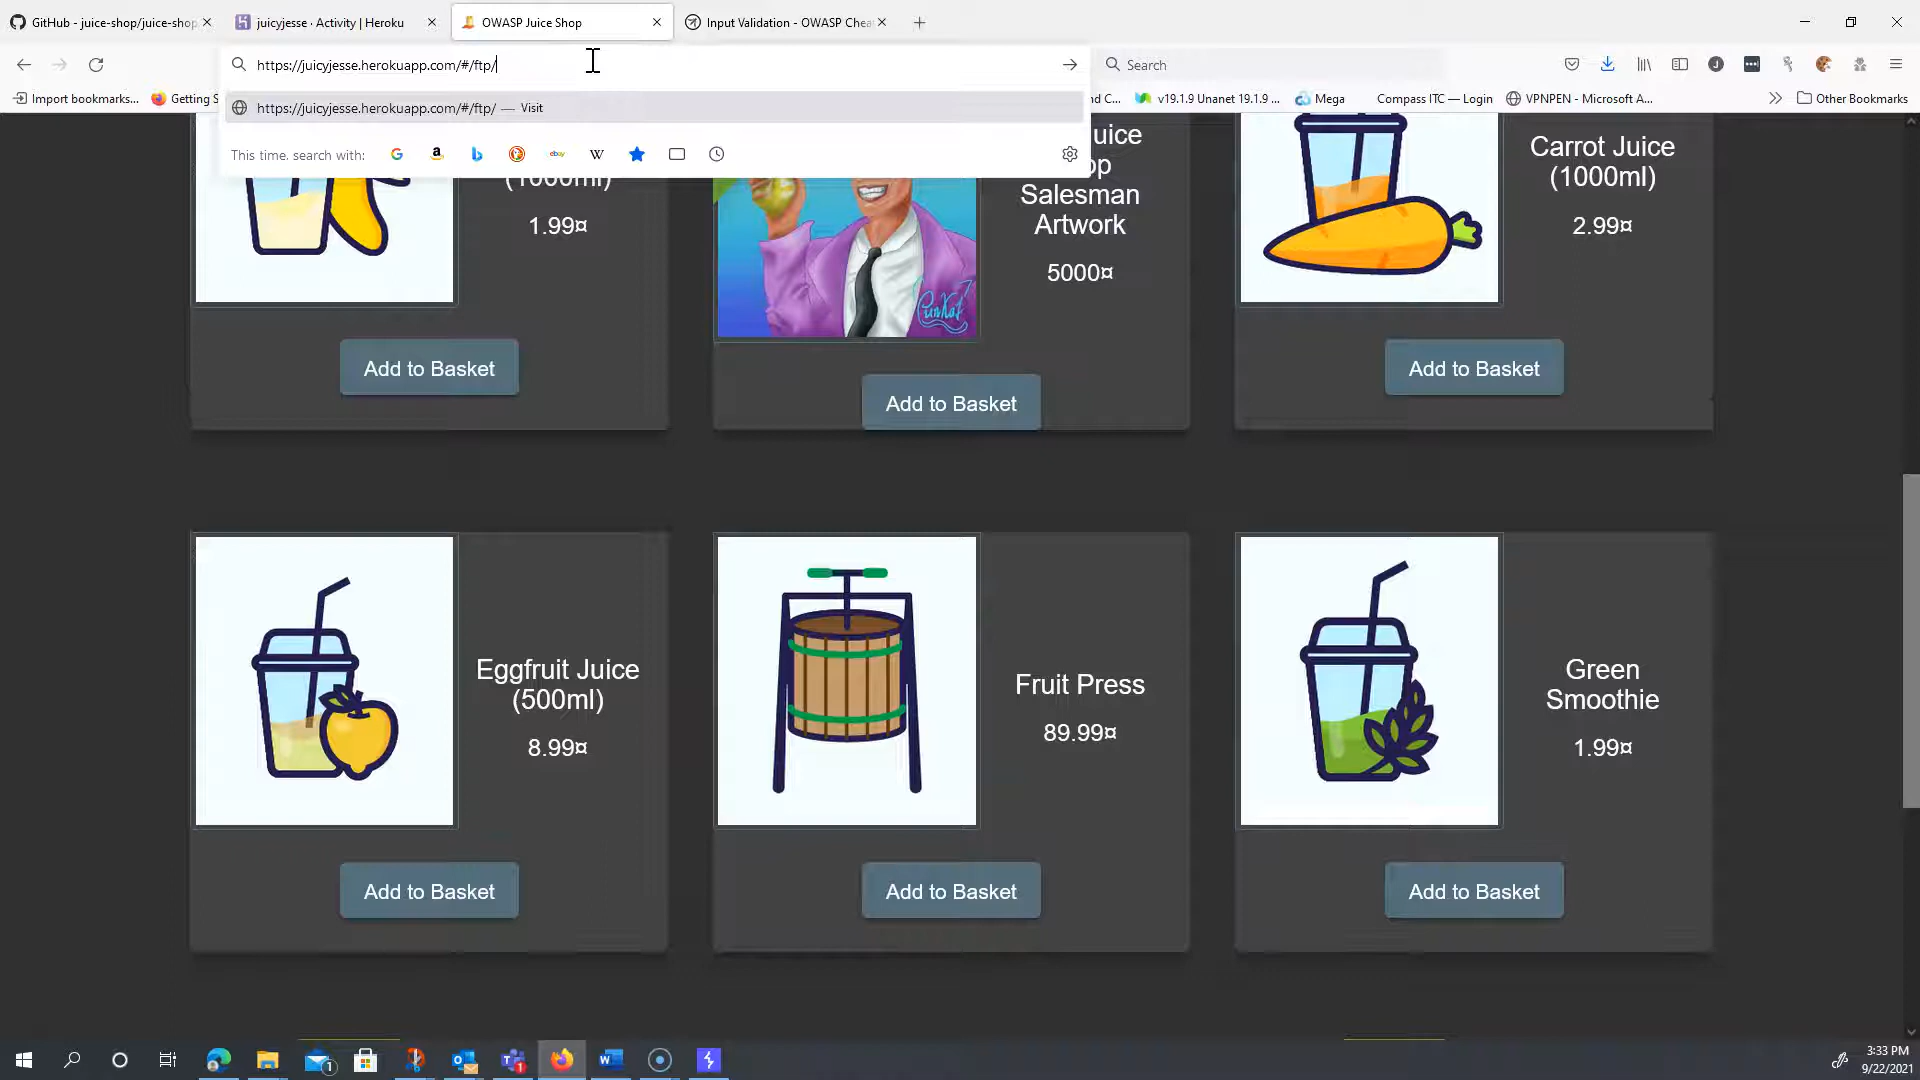 GitHub - juice-shop/juice-shop
juicyjesse · Activity | Heroku
OWASP Juice Shop
Input Validation - OWASP Chea
https://juicyjesse.herokuapp.com/#/ftp/
Search
Import bookmarks...
Getting S
https://juicyjesse.herokuapp.com/#/ftp/ — Visit
nd C...
v19.1.9 Unanet 19.1.9 ...
Mega
Compass ITC — Login
VPNPEN - Microsoft A...
Other Bookmarks
This time, search with:
(1000ml)
1.99¤
uice
op
Salesman
Artwork
5000¤
Carrot Juice
(1000ml)
2.99¤
Add to Basket
Add to Basket
Add to Basket
Eggfruit Juice
(500ml)
8.99¤
Fruit Press
89.99¤
Green
Smoothie
1.99¤
Add to Basket
Add to Basket
Add to Basket
3:33 PM
9/22/2021